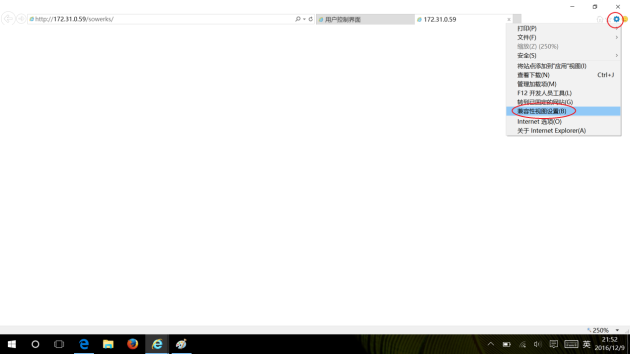 http://172.31.0.59/sowerks/
用户控制界面
172.31.0.59
打印(P)
文件(F)
缩放(Z) (250%)
安全(S)
将站点添加到"应用"视图(I)
查看下载(N) Ctrl+J
管理加载项(M)
F12 开发人员工具(L)
转到已固定的网站(G)
兼容性视图设置(B)
Internet 选项(O)
关于 Internet Explorer(A)
250%
英
21:52
2016/12/9